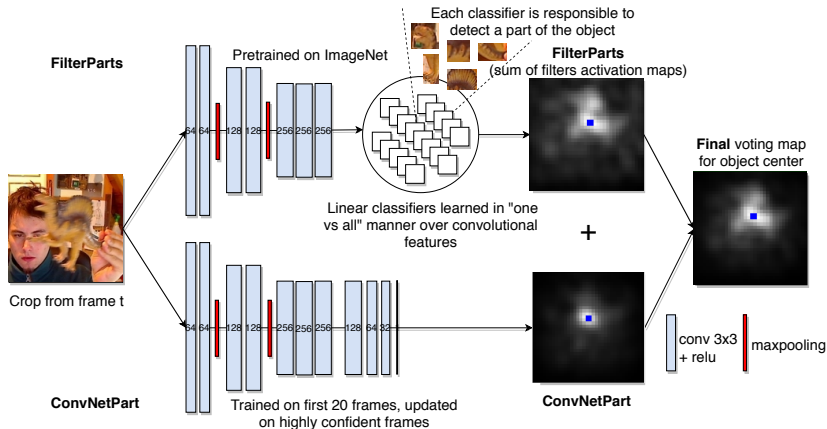 Each classifier is responsible to
detect a part of the object
FilterParts
Pretrained on ImageNet
FilterParts
(sum of filters activation maps)
64 64 128 128 256 256 256
Final voting map
for object center
Linear classifiers learned in "one
vs all" manner over convolutional
features
+
Crop from frame t
64 64 128 128 256 256 256 128 64 32
conv 3x3
+ relu
maxpooling
ConvNetPart
Trained on first 20 frames, updated
on highly confident frames
ConvNetPart